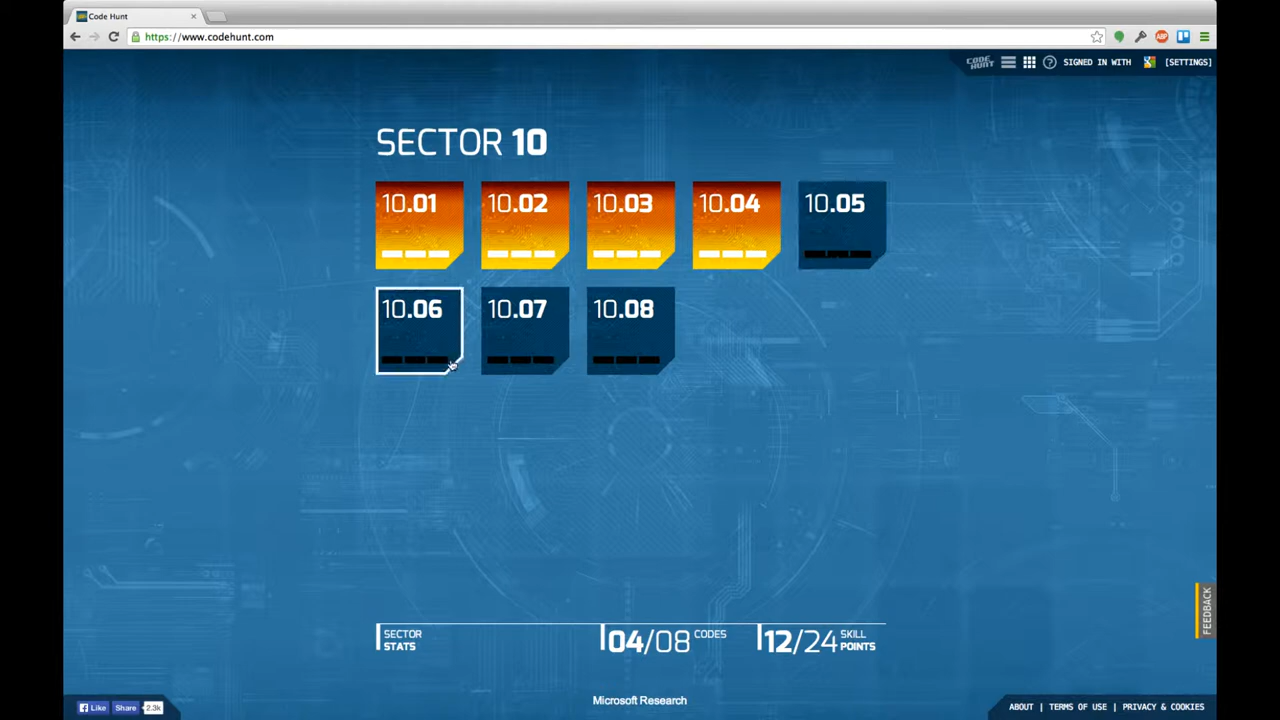 Code Hunt
https://www.codehunt.com
CODE HUNT
SIGNED IN WITH
[SETTINGS]
SECTOR 10
10.01
10.02
10.03
10.04
10.05
10.06
10.07
10.08
FEEDBACK
SECTOR STATS
04/08 CODES
12/24 SKILL POINTS
Microsoft Research
Like
Share
2.3k
ABOUT | TERMS OF USE | PRIVACY & COOKIES